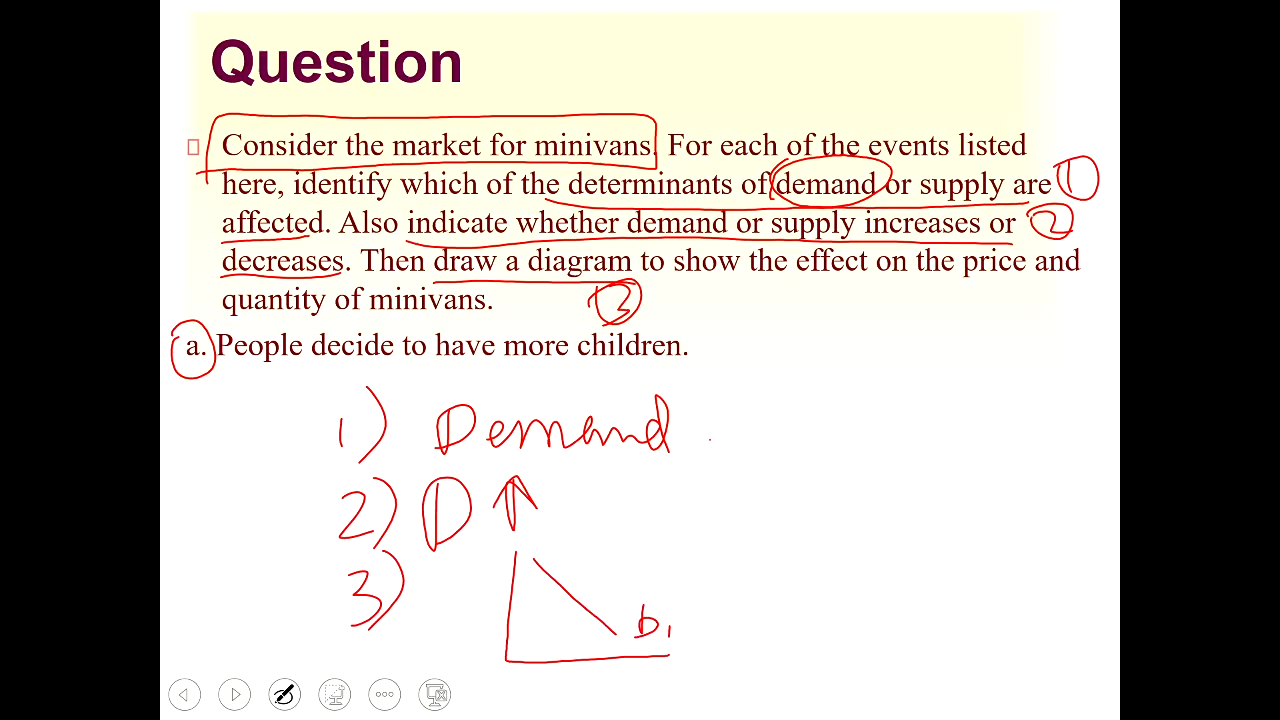 Question
Consider the market for minivans. For each of the events listed
here, identify which of the determinants of demand or supply are ①
affected. Also indicate whether demand or supply increases or ②
decreases. Then draw a diagram to show the effect on the price and
quantity of minivans. ③
a. People decide to have more children.
1) Demand
2) D ↑
3)
D1